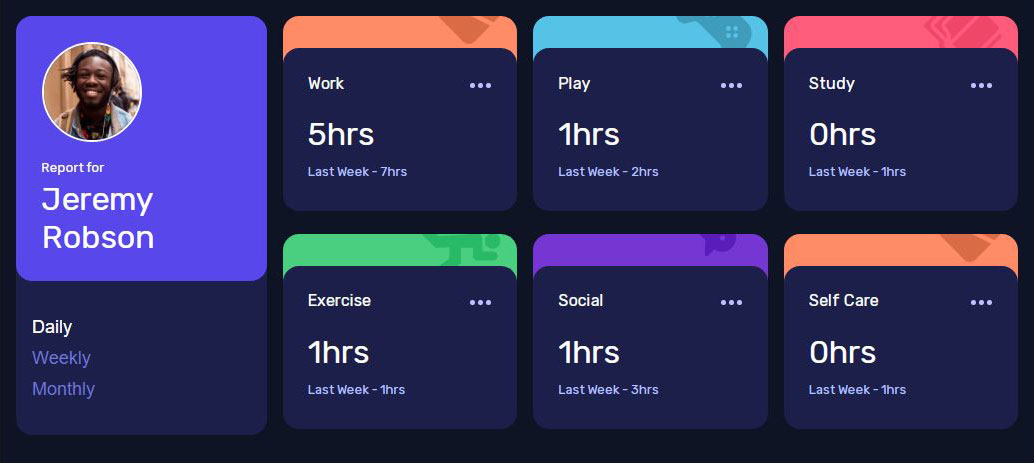 Report for
Jeremy
Robson
Daily
Weekly
Monthly
Work
5hrs
Last Week - 7hrs
Play
1hrs
Last Week - 2hrs
Study
0hrs
Last Week - 1hrs
Exercise
1hrs
Last Week - 1hrs
Social
1hrs
Last Week - 3hrs
Self Care
0hrs
Last Week - 1hrs